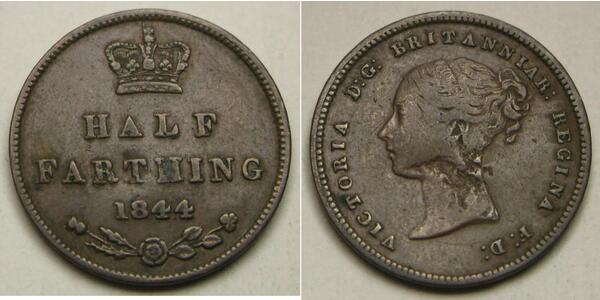 HALF
FARTHING
1844
VICTORIA D:G: BRITANNIAR: REGINA F:D: